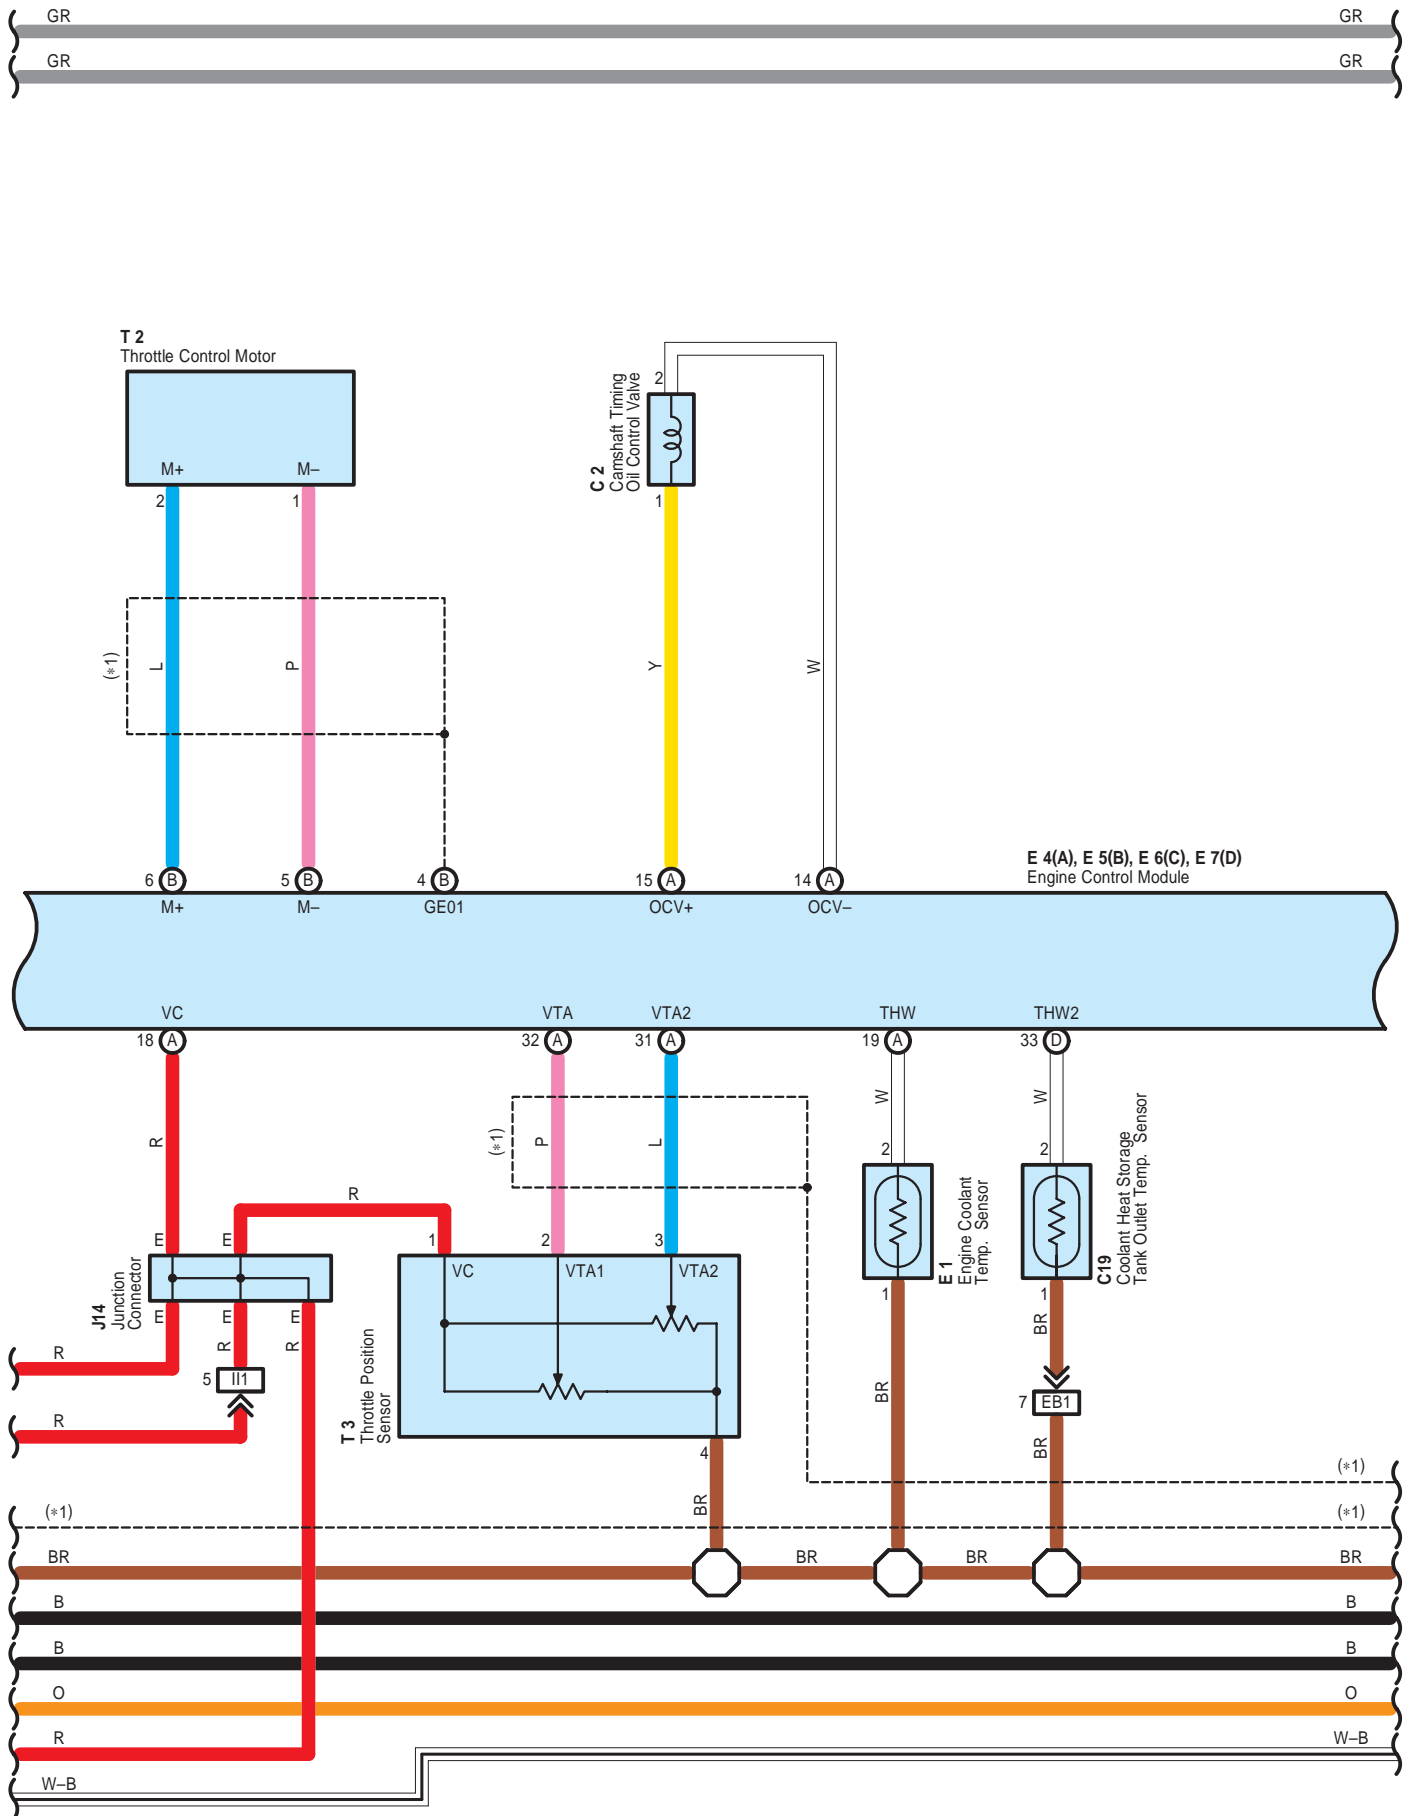 GR GR
GR GR
T 2
Throttle Control Motor
M+ M–
2 1
C 2
Camshaft Timing
Oil Control Valve
2
1
(*1) L P Y W
E 4(A), E 5(B), E 6(C), E 7(D)
Engine Control Module
6 B 5 B 4 B 15 A 14 A
M+ M– GE01 OCV+ OCV–
VC VTA VTA2 THW THW2
18 A 32 A 31 A 19 A 33 D
R (*1) P L W W
2 2
E 1
Engine Coolant
Temp. Sensor
C19
Coolant Heat Storage
Tank Outlet Temp. Sensor
R
E E 1 2 3
VC VTA1 VTA2
J14
Junction
Connector
E E E
1 1
R R BR
R
5 II1
BR
7 EB1
R
T 3
Throttle Position
Sensor
4
BR BR
(*1)
(*1) (*1)
BR BR BR BR
B B
B B
O O
R W–B
W–B